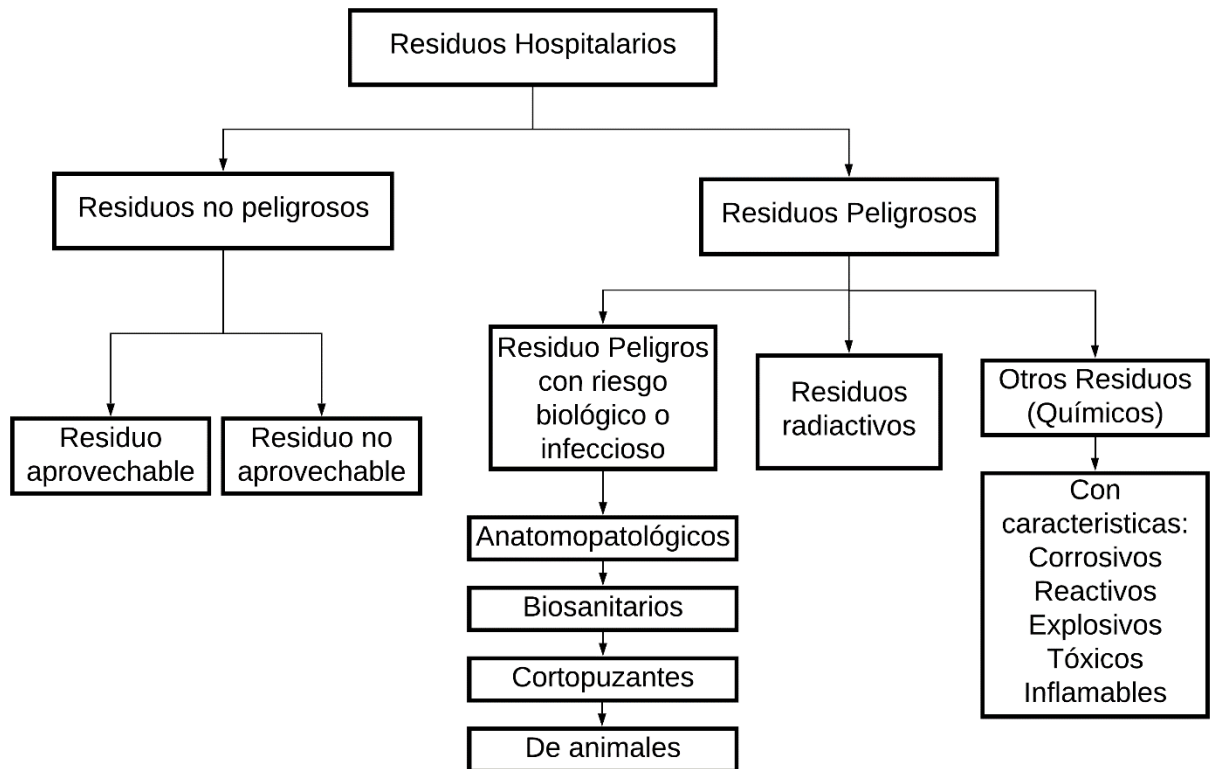 Residuos Hospitalarios
Residuos no peligrosos
Residuos Peligrosos
Residuo
aprovechable
Residuo no
aprovechable
Residuo Peligros
con riesgo
biológico o
infeccioso
Residuos
radiactivos
Otros Residuos
(Químicos)
Anatomopatológicos
Biosanitarios
Cortopuzantes
De animales
Con
caracteristicas:
Corrosivos
Reactivos
Explosivos
Tóxicos
Inflamables